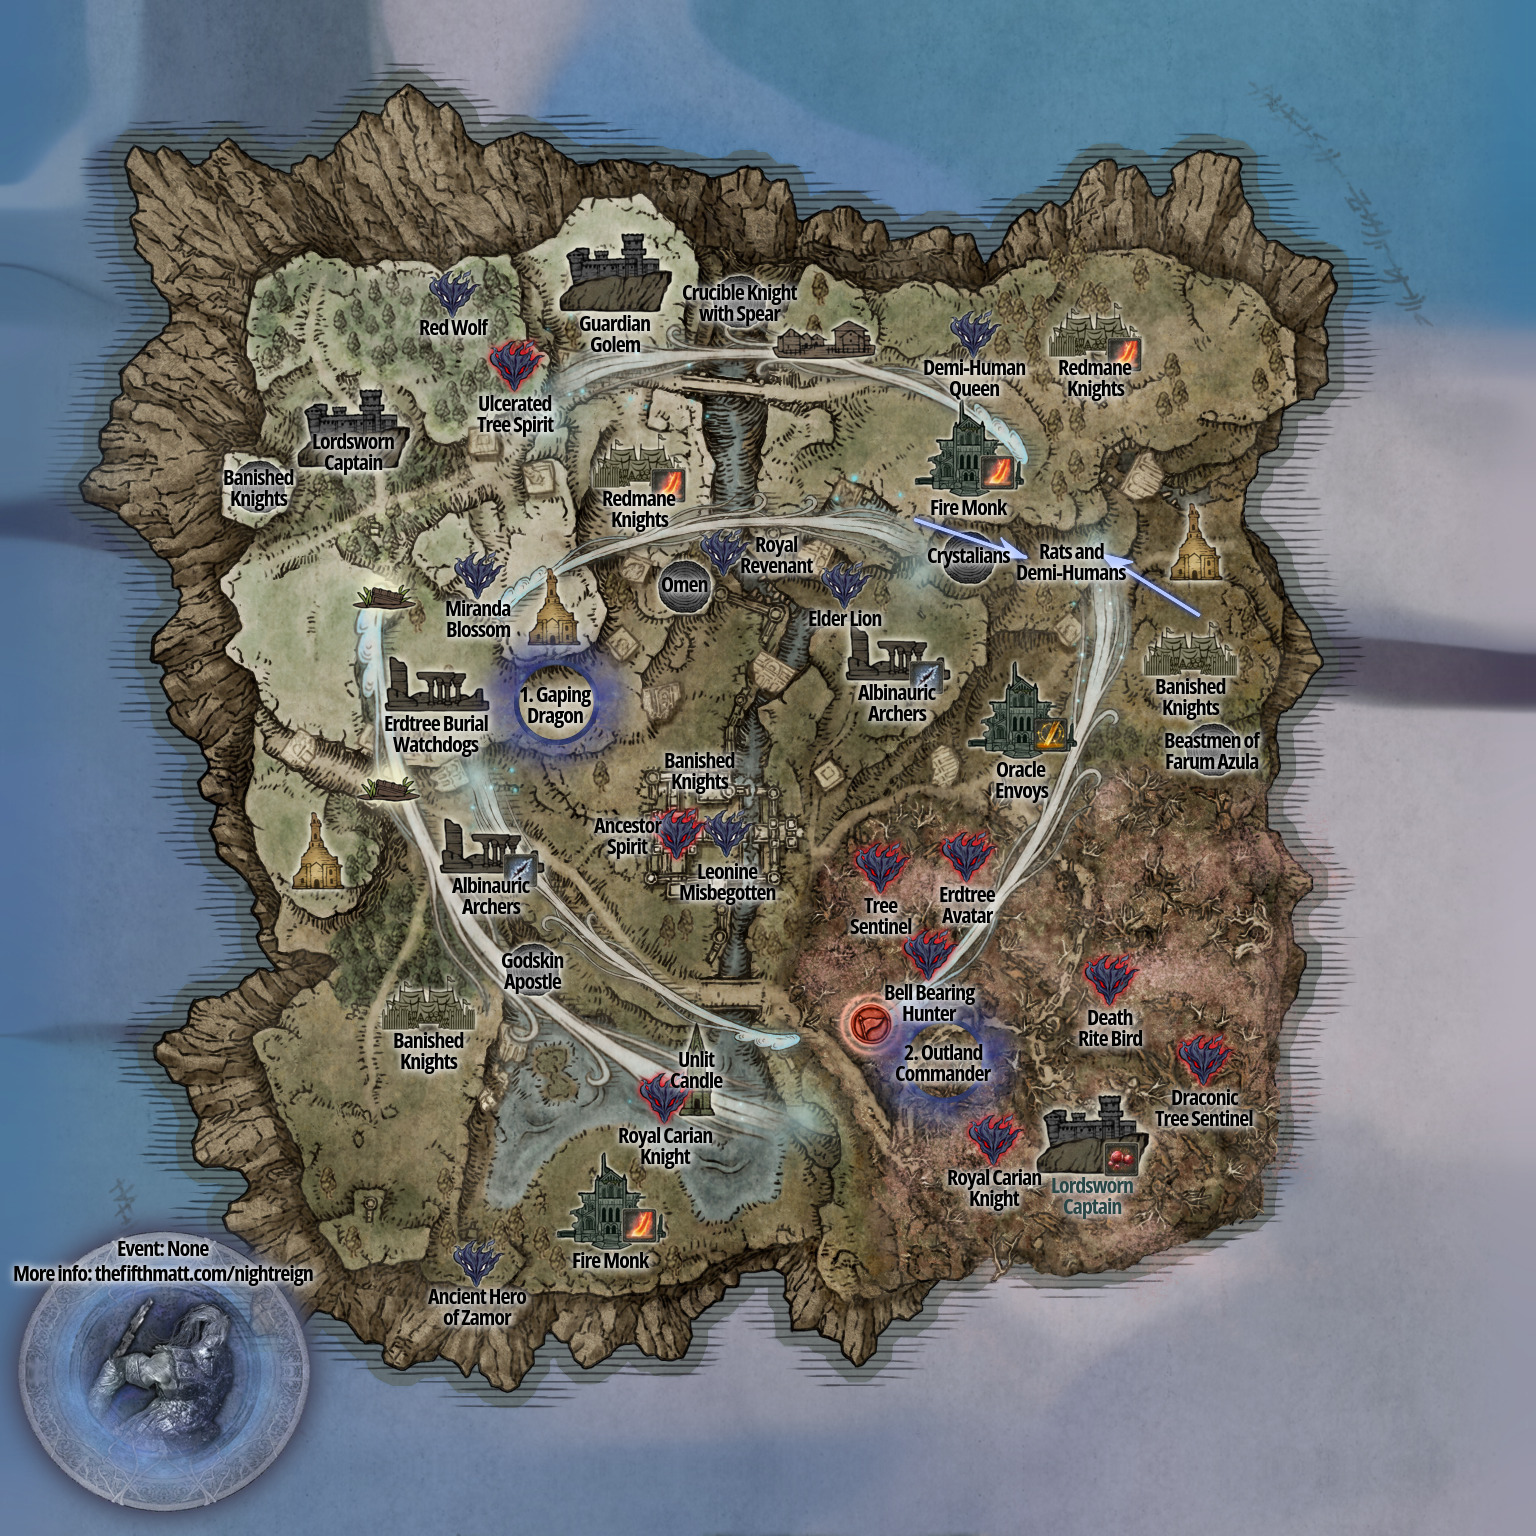 Crucible Knight
with Spear
Red Wolf
Guardian
Golem
Demi-Human
Queen
Redmane
Knights
Ulcerated
Tree Spirit
Lordsworn
Captain
Banished
Knights
Redmane
Knights
Fire Monk
Royal
Revenant
Crystalians
Rats and
Demi-Humans
Omen
Miranda
Blossom
Elder Lion
Erdtree Burial
Watchdogs
1. Gaping
Dragon
Albinauric
Archers
Banished
Knights
Oracle
Envoys
Beastmen of
Farum Azula
Banished
Knights
Ancestor
Spirit
Leonine
Misbegotten
Albinauric
Archers
Tree
Sentinel
Erdtree
Avatar
Godskin
Apostle
Bell Bearing
Hunter
Banished
Knights
Death
Rite Bird
2. Outland
Commander
Unlit
Candle
Draconic
Tree Sentinel
Royal Carian
Knight
Royal Carian
Knight
Lordsworn
Captain
Fire Monk
Ancient Hero
of Zamor
Event: None
More info: thefifthmatt.com/nightreign